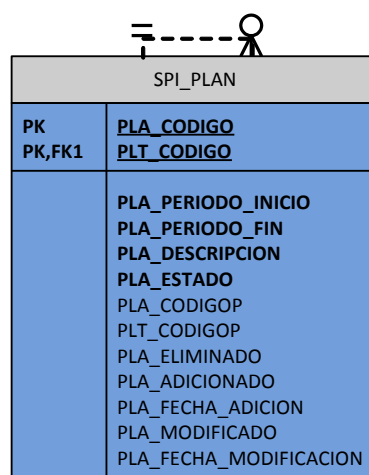 SPI_PLAN
PK PLA_CODIGO
PK,FK1 PLT_CODIGO
PLA_PERIODO_INICIO
PLA_PERIODO_FIN
PLA_DESCRIPCION
PLA_ESTADO
PLA_CODIGOP
PLT_CODIGOP
PLA_ELIMINADO
PLA_ADICIONADO
PLA_FECHA_ADICION
PLA_MODIFICADO
PLA_FECHA_MODIFICACION